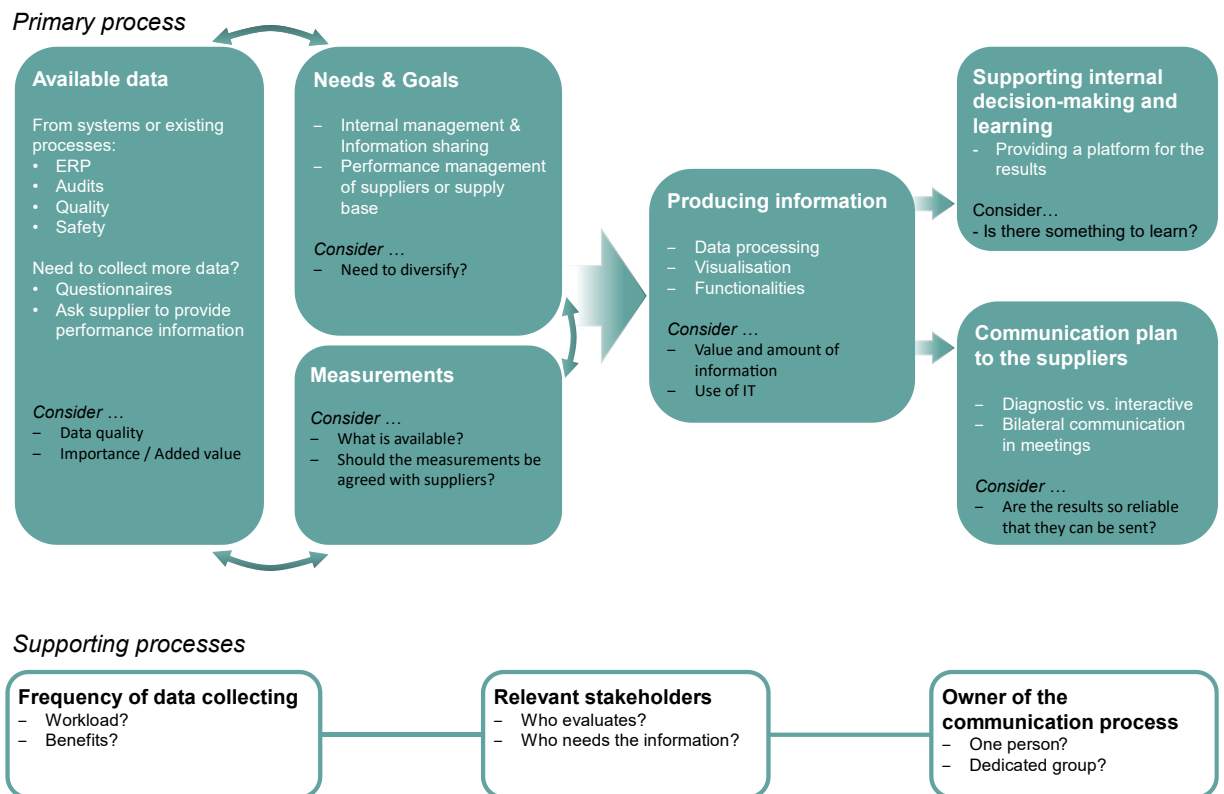 Primary process
Available data
From systems or existing
processes:
• ERP
• Audits
• Quality
• Safety
Need to collect more data?
• Questionnaires
• Ask supplier to provide
performance information
Consider …
– Data quality
– Importance / Added value
Needs & Goals
– Internal management &
Information sharing
– Performance management
of suppliers or supply
base
Consider …
– Need to diversify?
Measurements
Consider …
– What is available?
– Should the measurements be
agreed with suppliers?
Producing information
– Data processing
– Visualisation
– Functionalities
Consider …
– Value and amount of
information
– Use of IT
Supporting internal
decision-making and
learning
- Providing a platform for the
results
Consider…
- Is there something to learn?
Communication plan
to the suppliers
– Diagnostic vs. interactive
– Bilateral communication
in meetings
Consider …
– Are the results so reliable
that they can be sent?
Supporting processes
Frequency of data collecting
– Workload?
– Benefits?
Relevant stakeholders
– Who evaluates?
– Who needs the information?
Owner of the
communication process
– One person?
– Dedicated group?